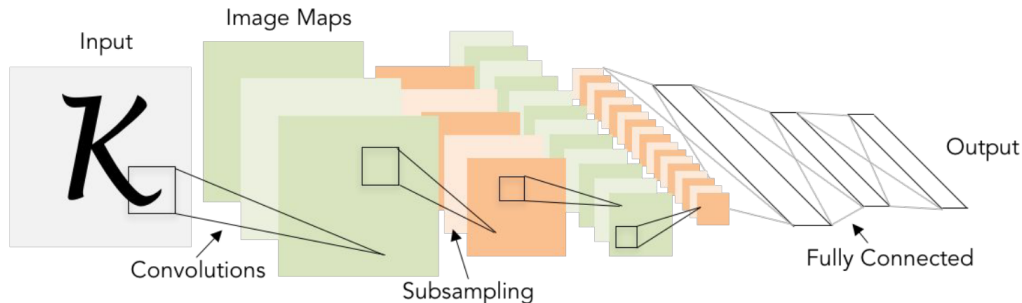 Image Maps
Input
K
Output
Convolutions
Subsampling
Fully Connected